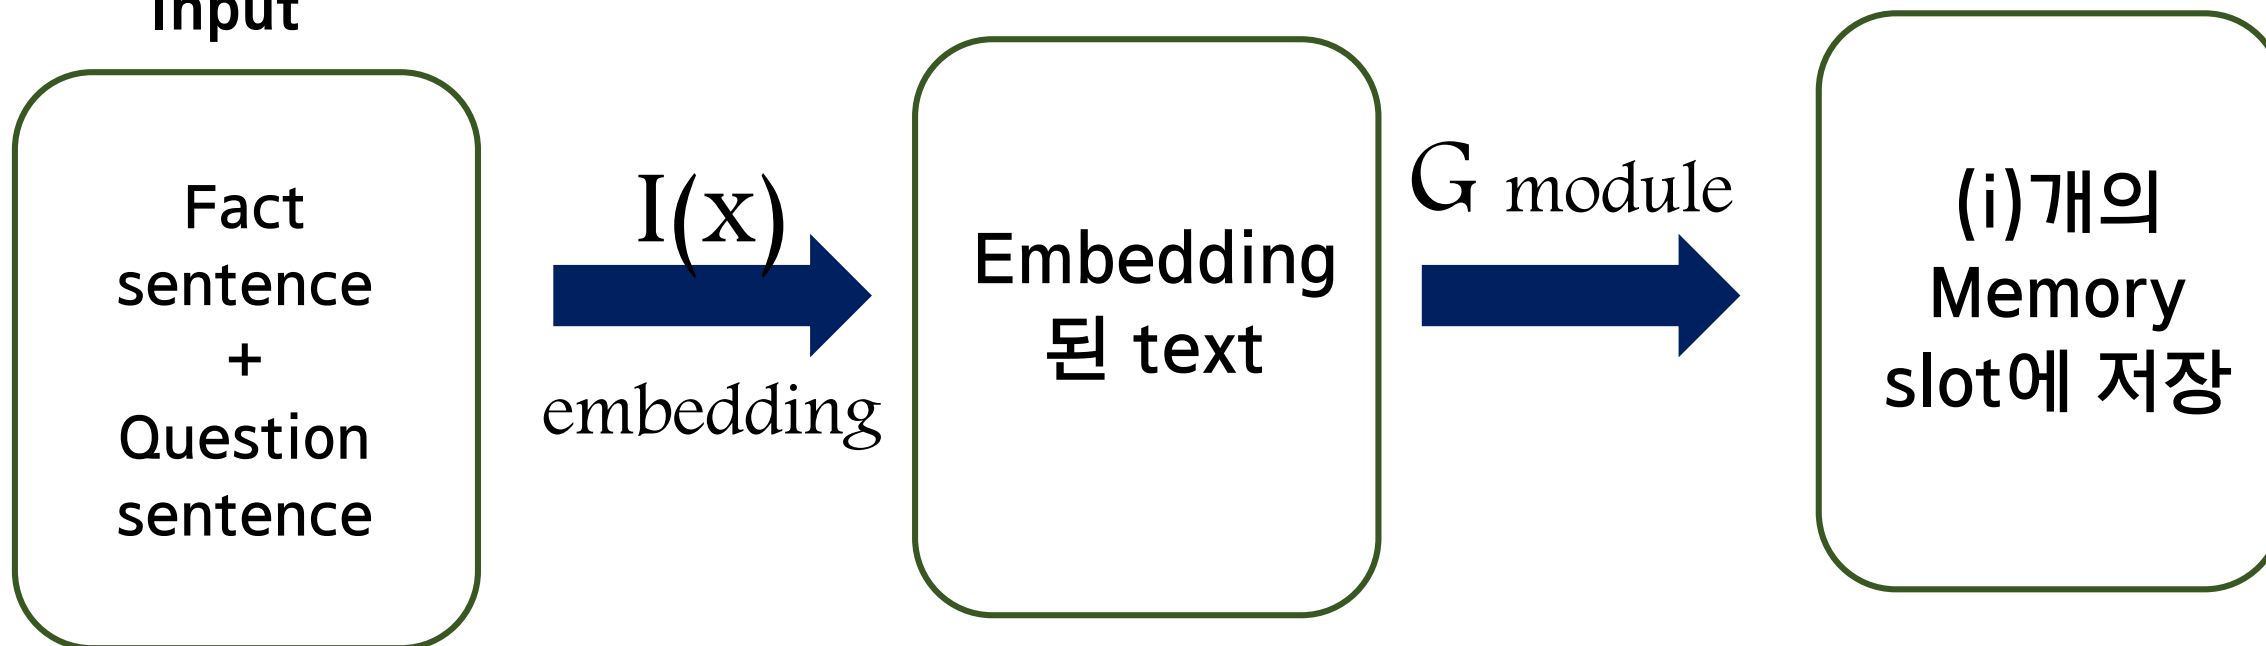 Input
Fact
sentence
+
Question
sentence
I(x)
embedding
Embedding
된 text
G module
(i)개의
Memory
slot에 저장